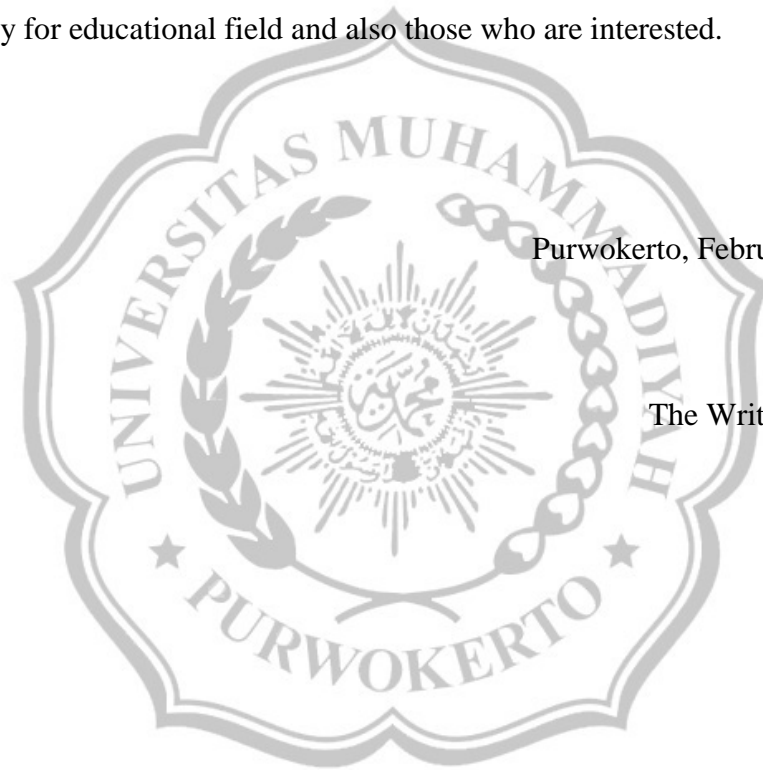 y for educational field and also those who are interested.
UNIVERSITAS MUHAMMADIYAH
Purwokerto, Febru
The Writ
PURWOKERTO